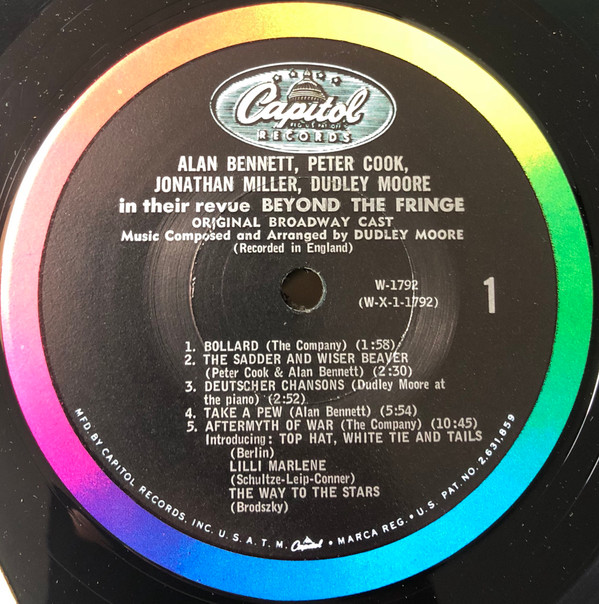 Capitol
REG. U.S. PAT. OFF.
RECORDS
ALAN BENNETT, PETER COOK,
JONATHAN MILLER, DUDLEY MOORE
in their revue BEYOND THE FRINGE
ORIGINAL BROADWAY CAST
Music Composed and Arranged by DUDLEY MOORE
(Recorded in England)
W-1792
(W-X-1-1792)
1
1. BOLLARD (The Company) (1:58)
2. THE SADDER AND WISER BEAVER
(Peter Cook & Alan Bennett) (2:30)
3. DEUTSCHER CHANSONS (Dudley Moore at
the piano) (2:52)
4. TAKE A PEW (Alan Bennett) (5:54)
5. AFTERMYTH OF WAR (The Company) (10:45)
Introducing: TOP HAT, WHITE TIE AND TAILS
(Berlin)
LILLI MARLENE
(Schultze-Leip-Conner)
THE WAY TO THE STARS
(Brodszky)
MFD. BY CAPITOL RECORDS, INC. U.S.A. T.M. Capitol • MARCA REG. • U.S. PAT. NO. 2,631,859